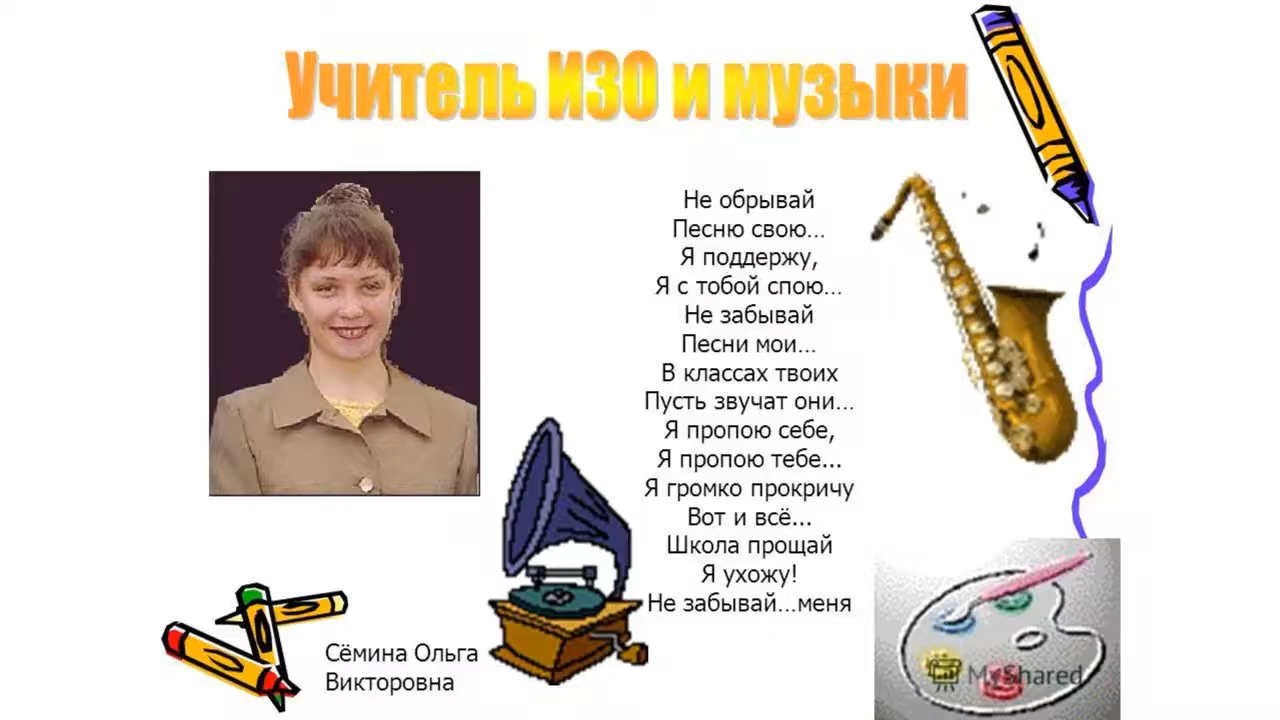 Учитель ИЗО и музыки
Не обрывай
Песню свою...
Я поддержу,
Я с тобой спою...
Не забывай
Песни мои...
В классах твоих
Пусть звучат они...
Я пропою себе,
Я пропою тебе...
Я громко прокричу
Вот и всё...
Школа прощай
Я ухожу!
Не забывай...меня
Сёмина Ольга
Викторовна
MyShared